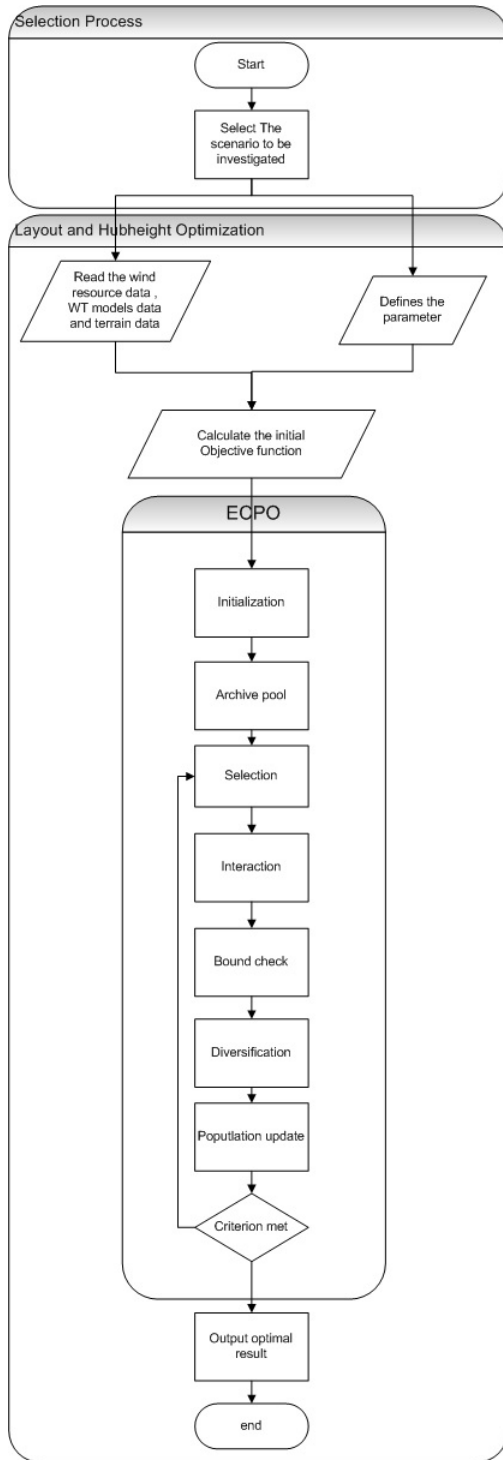 Selection Process
Start
Select The
scenario to be
investigated
Layout and Hubheight Optimization
Read the wind
resource data ,
WT models data
and terrain data
Defines the
parameter
Calculate the initial
Objective function
ECPO
Initialization
Archive pool
Selection
Interaction
Bound check
Diversification
Poputlation update
Criterion met
Output optimal
result
end